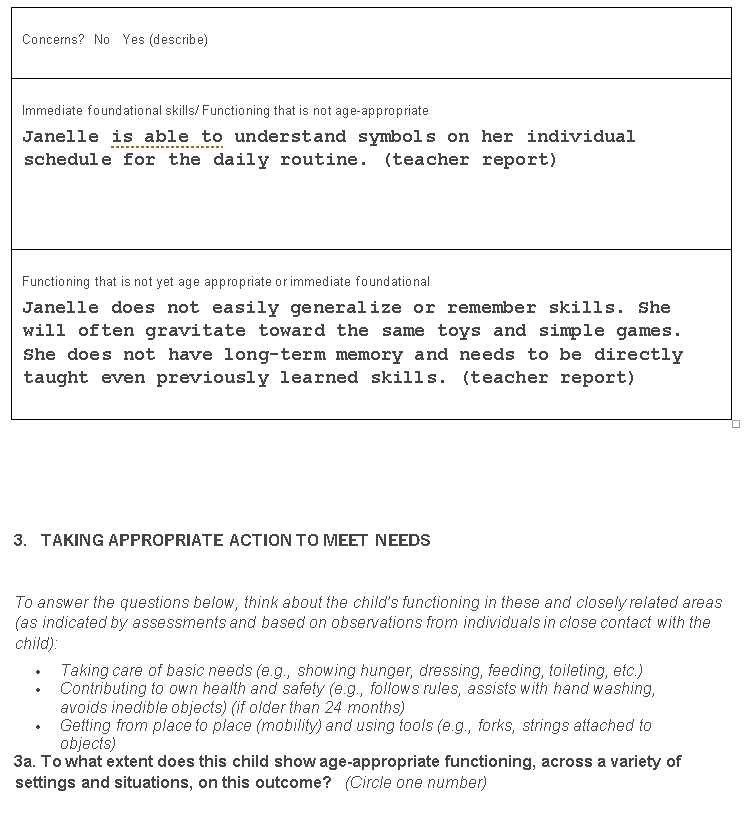 Concerns? No Yes (describe)
Immediate foundational skills/ Functioning that is not age-appropriate
Janelle is able to understand symbols on her individual
schedule for the daily routine. (teacher report)
Functioning that is not yet age appropriate or immediate foundational
Janelle does not easily generalize or remember skills. She
will often gravitate toward the same toys and simple games.
She does not have long-term memory and needs to be directly
taught even previously learned skills. (teacher report)
3. TAKING APPROPRIATE ACTION TO MEET NEEDS
To answer the questions below, think about the child's functioning in these and closely related areas
(as indicated by assessments and based on observations from individuals in close contact with the
child):
• Taking care of basic needs (e.g., showing hunger, dressing, feeding, toileting, etc.)
• Contributing to own health and safety (e.g., follows rules, assists with hand washing,
avoids inedible objects) (if older than 24 months)
• Getting from place to place (mobility) and using tools (e.g., forks, strings attached to
objects)
3a. To what extent does this child show age-appropriate functioning, across a variety of
settings and situations, on this outcome? (Circle one number)